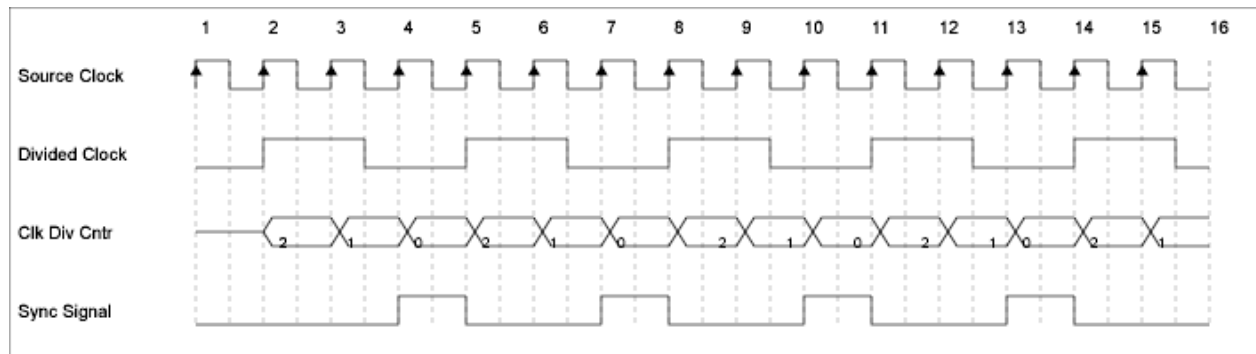 1 2 3 4 5 6 7 8 9 10 11 12 13 14 15 16
Source Clock
Divided Clock
Clk Div Cntr 2 1 0 2 1 0 2 1 0 2 1 0 2 1
Sync Signal